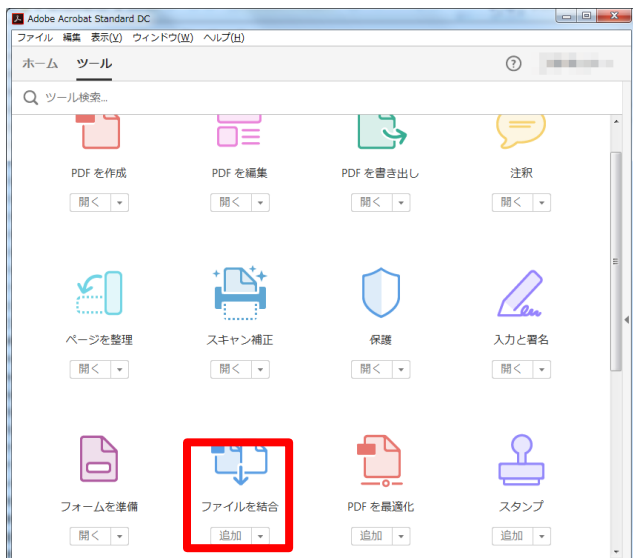 Adobe Acrobat Standard DC
ファイル 編集 表示(V) ウィンドウ(W) ヘルプ(H)
ホーム ツール
ツール検索...
PDF を作成 PDF を編集 PDF を書き出し 注釈
開く 開く 開く 開く
ページを整理 スキャン補正 保護 入力と署名
開く 開く 開く 開く
フォームを準備 ファイルを結合 PDF を最適化 スタンプ
開く 追加 追加 追加